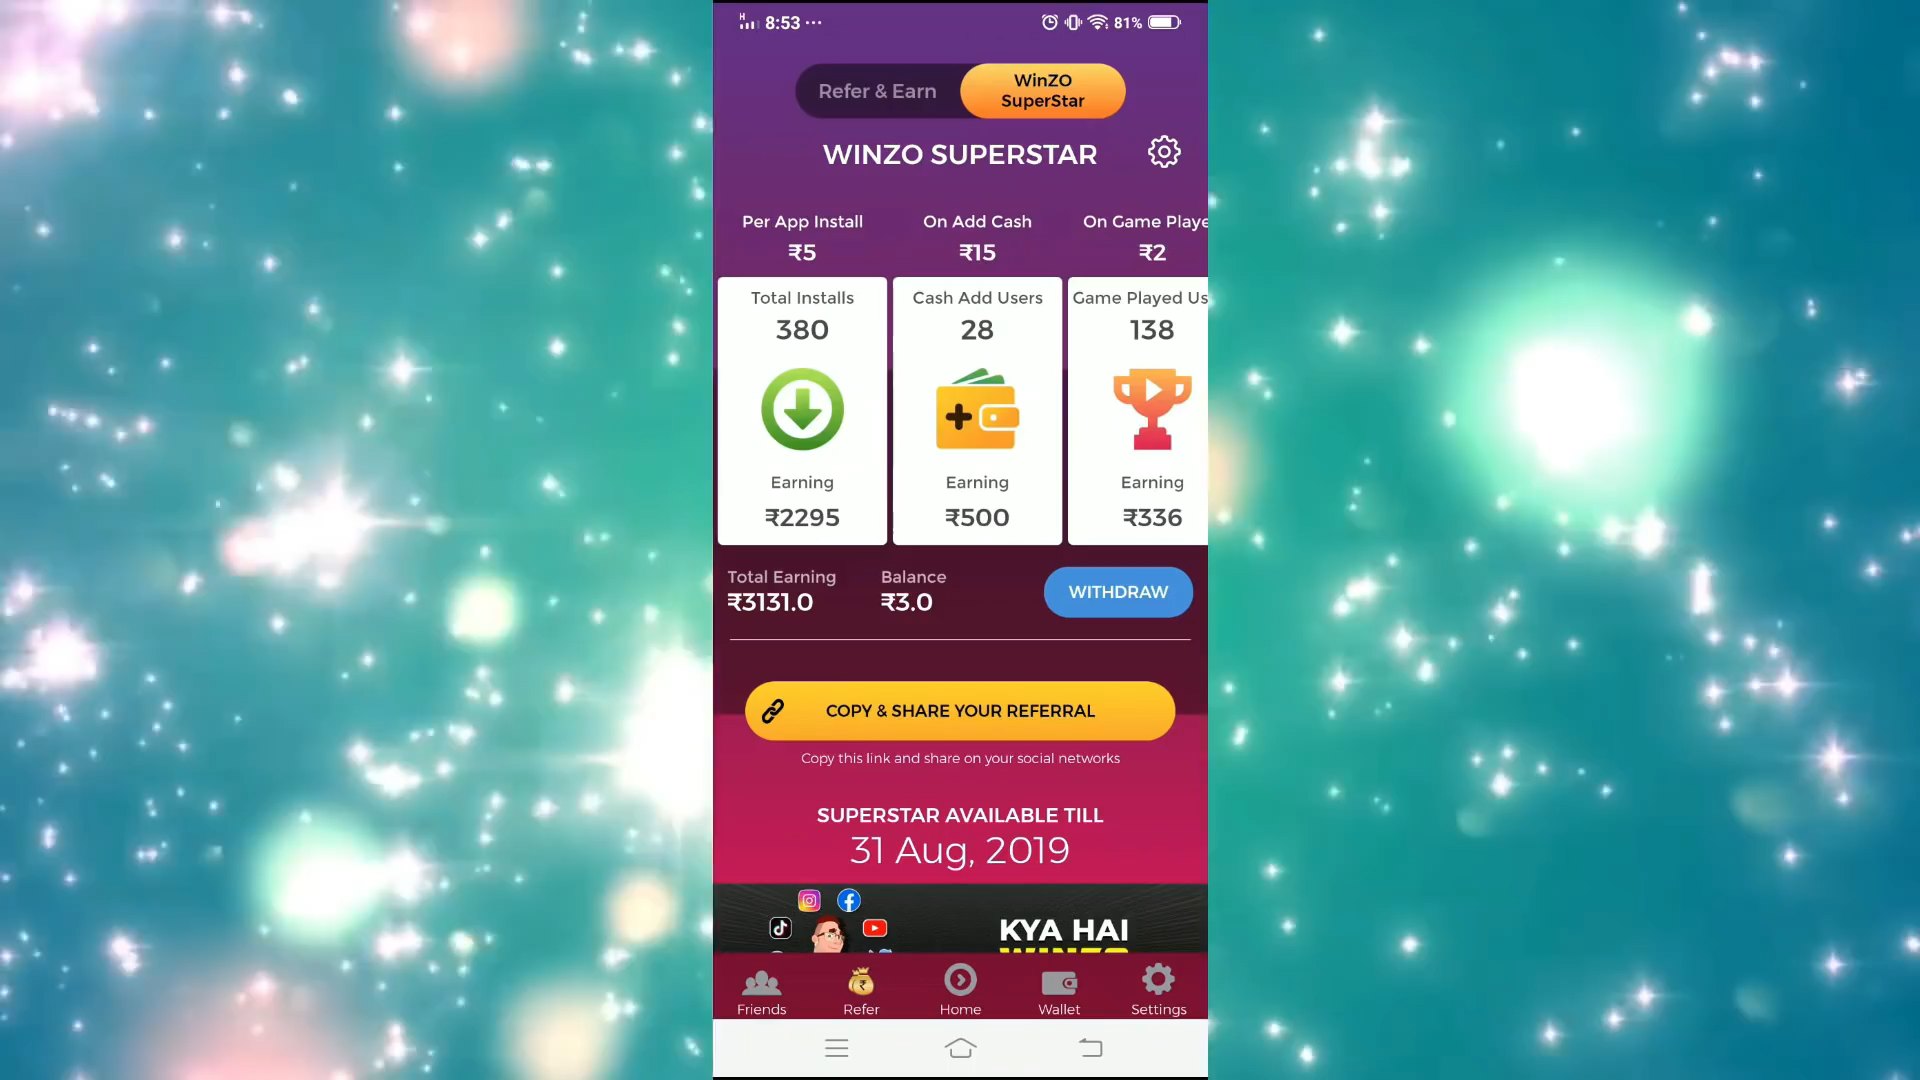 H
8:53 ...
81%
Refer & Earn
WinZO
SuperStar
WINZO SUPERSTAR
Per App Install
₹5
On Add Cash
₹15
On Game Playe
₹2
Total Installs
380
Earning
₹2295
Cash Add Users
28
Earning
₹500
Game Played Us
138
Earning
₹336
Total Earning
₹3131.0
Balance
₹3.0
WITHDRAW
COPY & SHARE YOUR REFERRAL
Copy this link and share on your social networks
SUPERSTAR AVAILABLE TILL
31 Aug, 2019
KYA HAI
WINZO
Friends
Refer
Home
Wallet
Settings